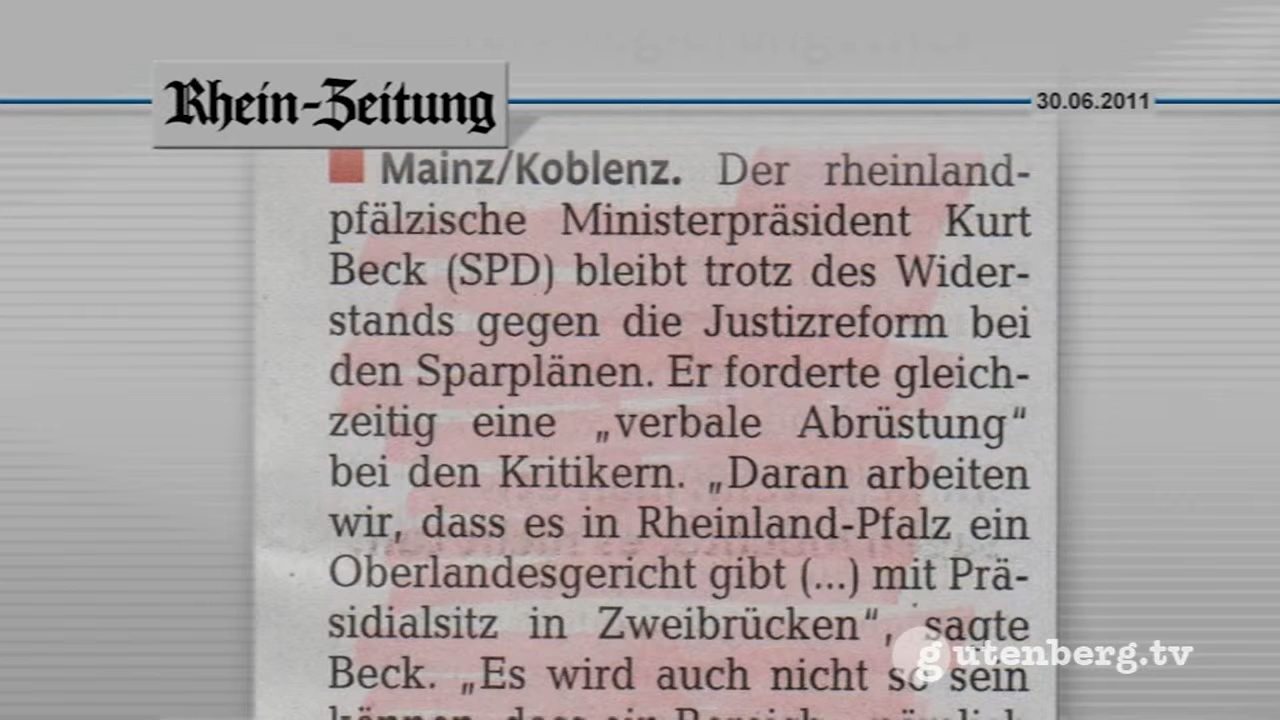 Rhein-Zeitung
30.06.2011
Mainz/Koblenz. Der rheinland-
pfälzische Ministerpräsident Kurt
Beck (SPD) bleibt trotz des Wider-
stands gegen die Justizreform bei
den Sparplänen. Er forderte gleich-
zeitig eine „verbale Abrüstung“
bei den Kritikern. „Daran arbeiten
wir, dass es in Rheinland-Pfalz ein
Oberlandesgericht gibt (...) mit Prä-
sidialsitz in Zweibrücken“, sagte
Beck. „Es wird auch nicht so sein
gutenberg.tv